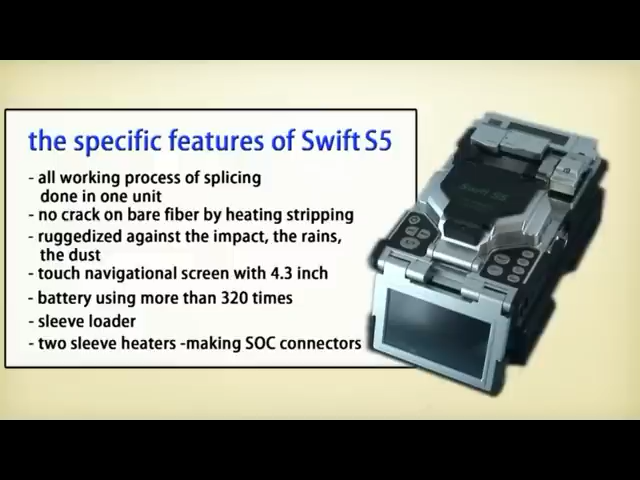 the specific features of Swift S5
- all working process of splicing
done in one unit
- no crack on bare fiber by heating stripping
- ruggedized against the impact, the rains,
the dust
- touch navigational screen with 4.3 inch
- battery using more than 320 times
- sleeve loader
- two sleeve heaters -making SOC connectors
Swift S5